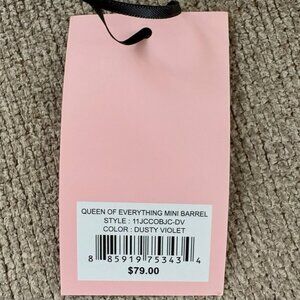 QUEEN OF EVERYTHING MINI BARREL
STYLE : 11JCCOBJC-DV
COLOR : DUSTY VIOLET
8 85919 75343 4
$79.00